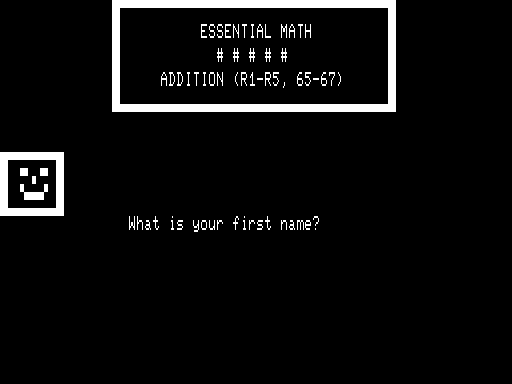 ESSENTIAL MATH
# # # # #
ADDITION (R1-R5, 65-67)
What is your first name?